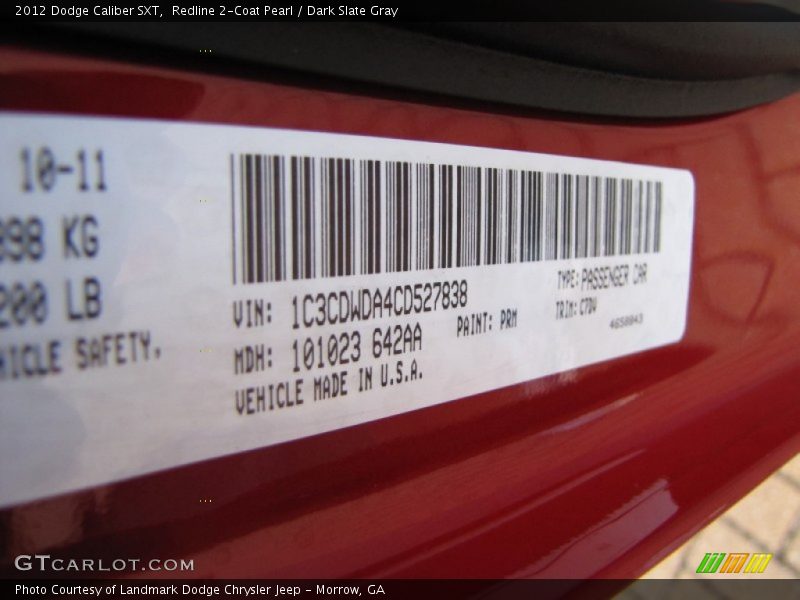 2012 Dodge Caliber SXT,  Redline 2-Coat Pearl / Dark Slate Gray
10-11
898 KG
200 LB
HICLE SAFETY.
VIN: 1C3CDWDA4CD527838
MDH: 101023 642AA
PAINT: PRM
VEHICLE MADE IN U.S.A.
TYPE: PASSENGER CAR
TRIM: C7DV
4658843
GTCARLOT.COM
Photo Courtesy of Landmark Dodge Chrysler Jeep - Morrow, GA